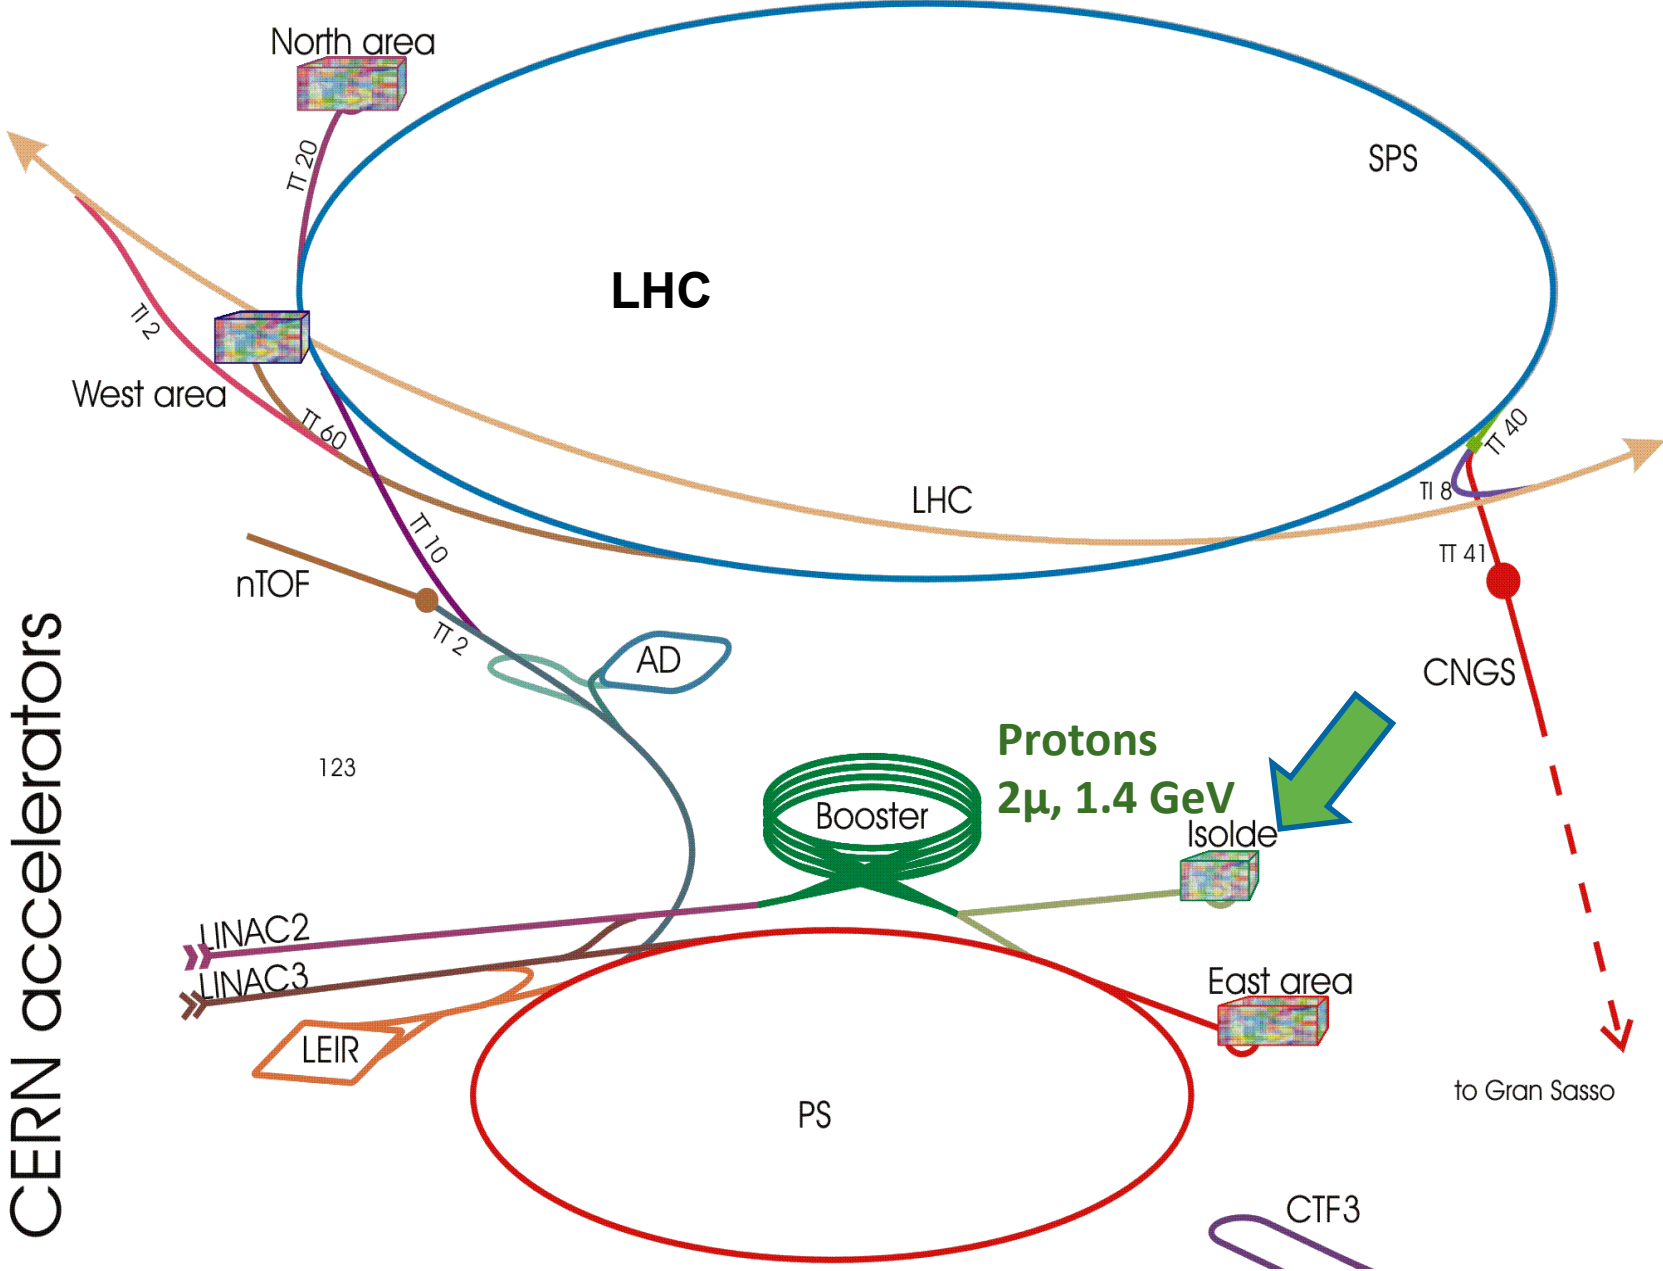 North area
TT 20
SPS
LHC
TI 2
West area
TT 60
TT 40
TI 8
LHC
TT 10
TT 41
nTOF
TT 2
AD
CNGS
CERN accelerators
123
Protons
2μ, 1.4 GeV
Booster
Isolde
LINAC2
LINAC3
East area
LEIR
to Gran Sasso
PS
CTF3